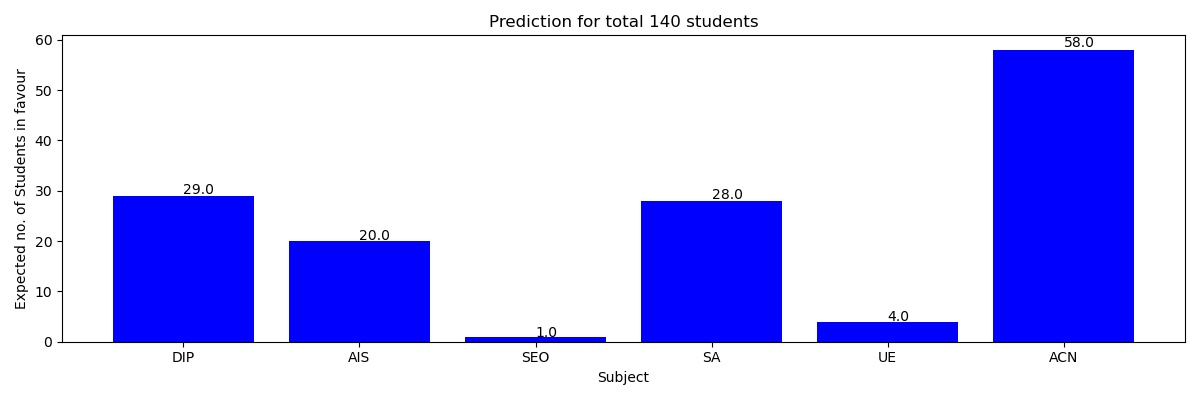 Prediction for total 140 students
Expected no. of Students in favour
60
50
40
30
20
10
0
29.0
20.0
1.0
28.0
4.0
58.0
DIP
AIS
SEO
SA
UE
ACN
Subject